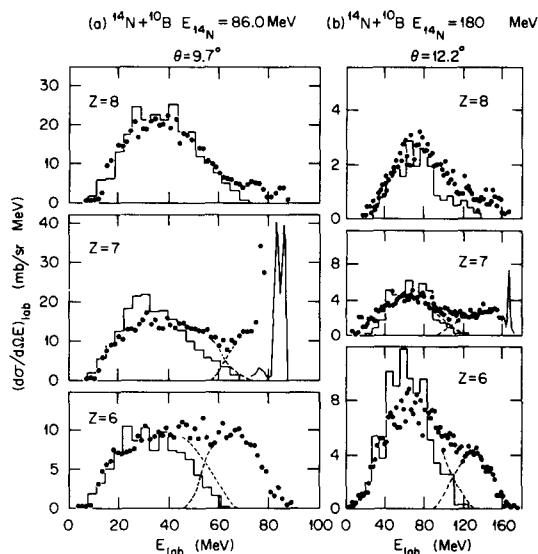 (a) ¹⁴N + ¹⁰B E₁₄N = 86.0 MeV
θ = 9.7°
(b) ¹⁴N + ¹⁰B E₁₄N = 180 MeV
θ = 12.2°
(dσ/dΩE)lab (mb/sr MeV)
30
20
10
0
Z=8
40
30
20
10
0
Z=7
10
5
0
Z=6
0 20 40 60 80 100
Elab (MeV)
4
2
0
Z=8
4
0
Z=7
8
4
0
Z=6
0 40 80 120 160
Elab (MeV)